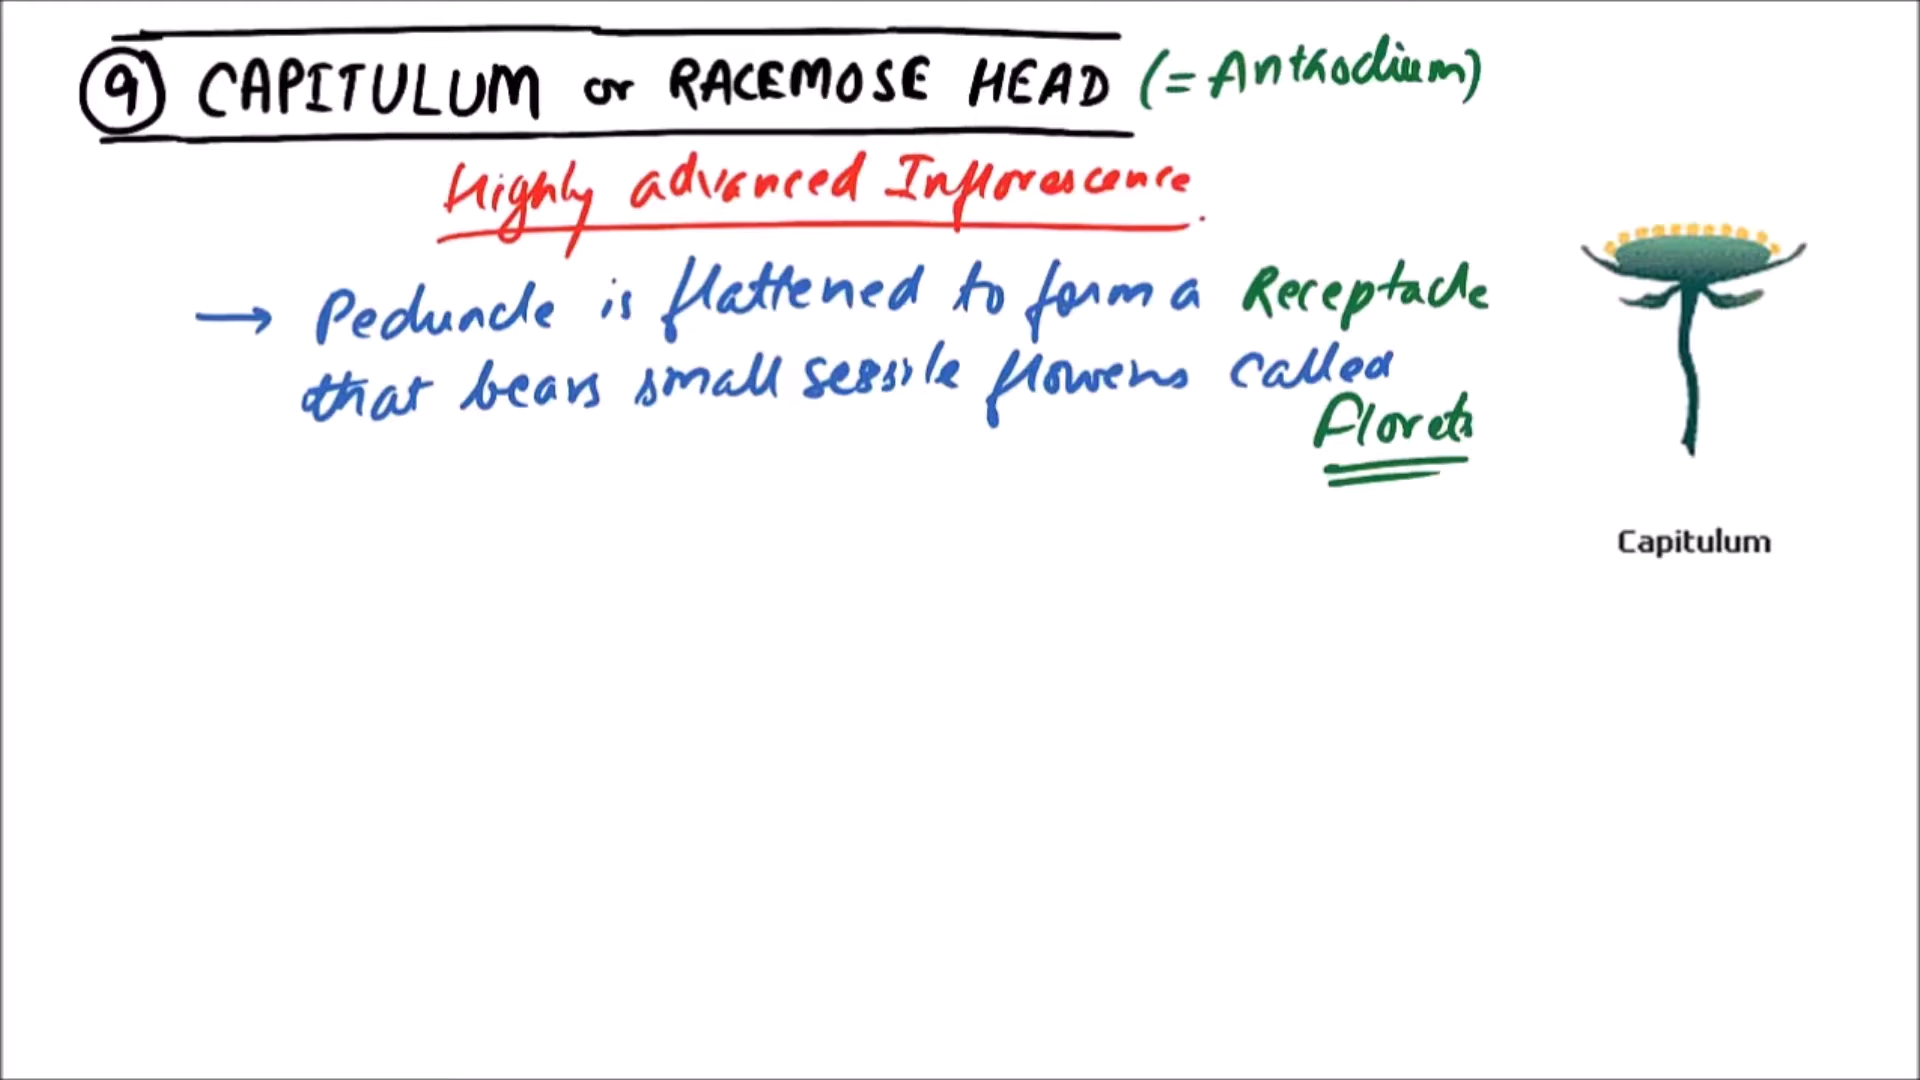 9 CAPITULUM or RACEMOSE HEAD (= Anthodium)
Highly advanced Inflorescence.
→ Peduncle is flattened to form a Receptacle
that bears small sessile flowers called
florets
Capitulum